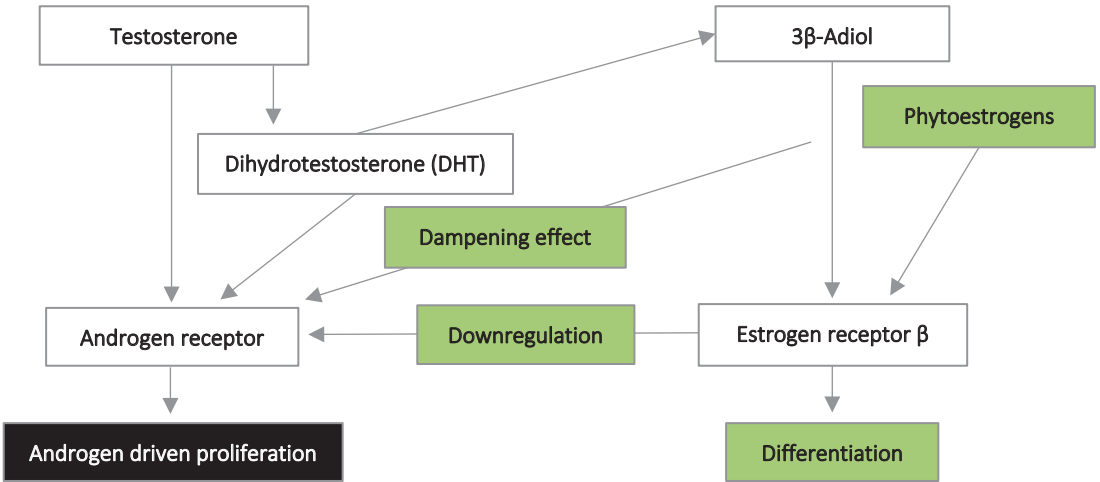 Testosterone
3β-Adiol
Phytoestrogens
Dihydrotestosterone (DHT)
Dampening effect
Androgen receptor
Downregulation
Estrogen receptor β
Androgen driven proliferation
Differentiation